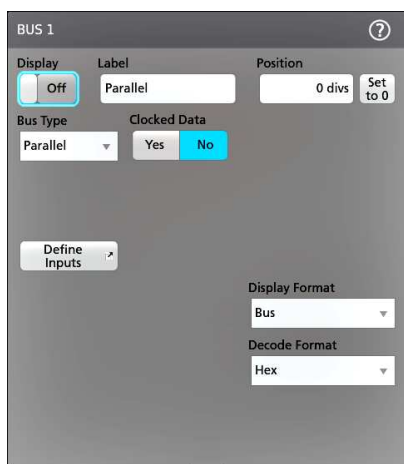 BUS 1
?
Display Label Position
Off Parallel 0 divs Set
to 0
Bus Type Clocked Data
Parallel Yes No
Define
Inputs
Display Format
Bus
Decode Format
Hex